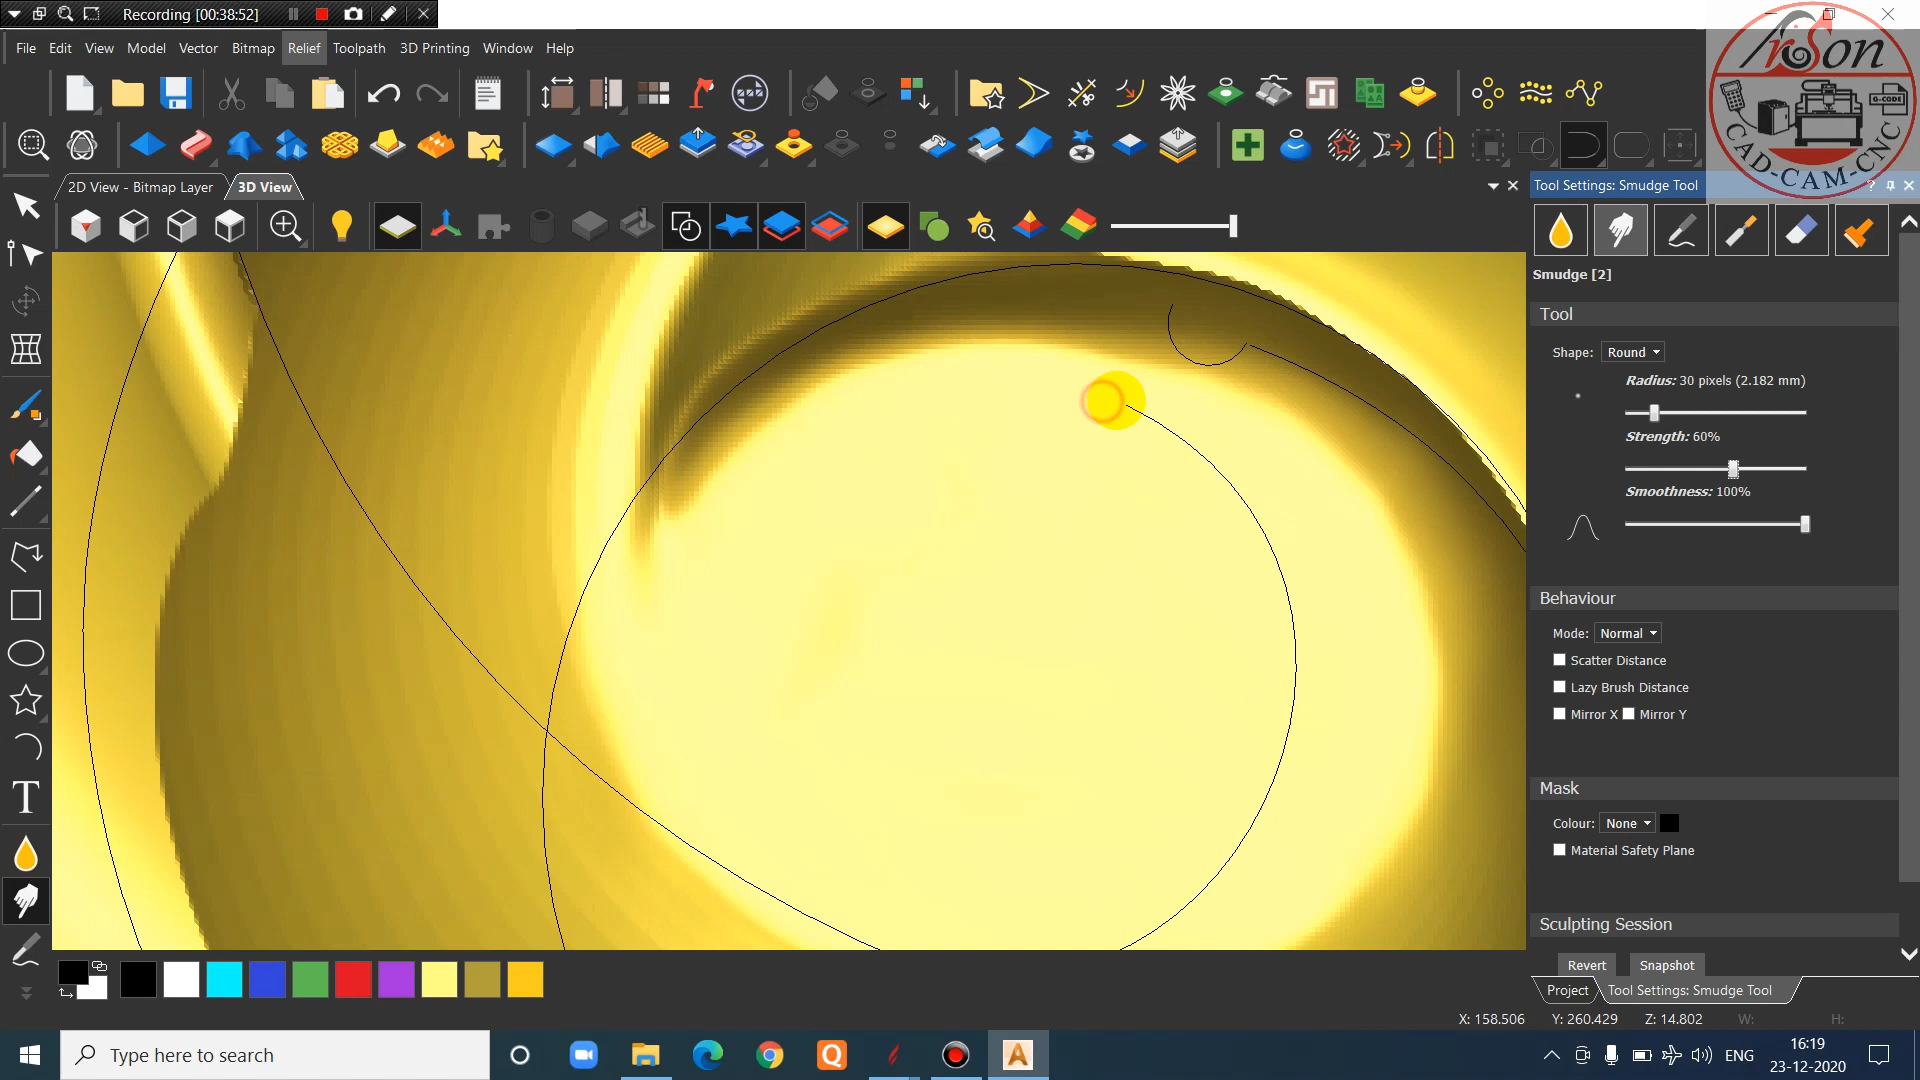 Recording [00:38:52]
File Edit View Model Vector Bitmap Relief Toolpath 3D Printing Window Help
ArSon
G-CODE
CAD-CAM-CNC
2D View - Bitmap Layer
3D View
Tool Settings: Smudge Tool
Smudge [2]
Tool
Shape: Round
Radius: 30 pixels (2.182 mm)
Strength: 60%
Smoothness: 100%
Behaviour
Mode: Normal
Scatter Distance
Lazy Brush Distance
Mirror X Mirror Y
Mask
Colour: None
Material Safety Plane
Sculpting Session
Revert Snapshot
Project Tool Settings: Smudge Tool
X: 158.506 Y: 260.429 Z: 14.802 W: H:
Type here to search
ENG
16:19
23-12-2020